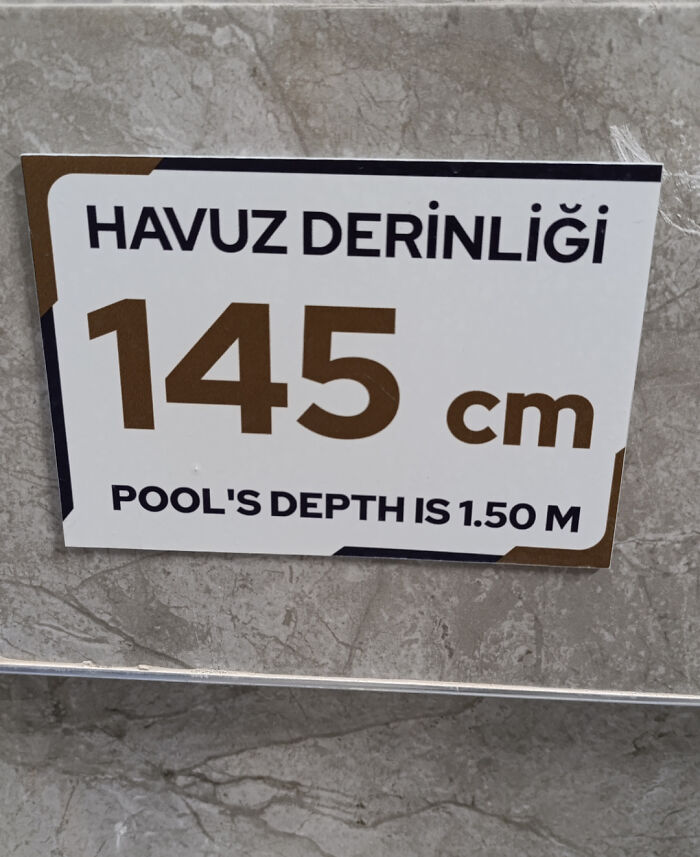 HAVUZ DERİNLİĞİ
145 cm
POOL'S DEPTH IS 1.50 M